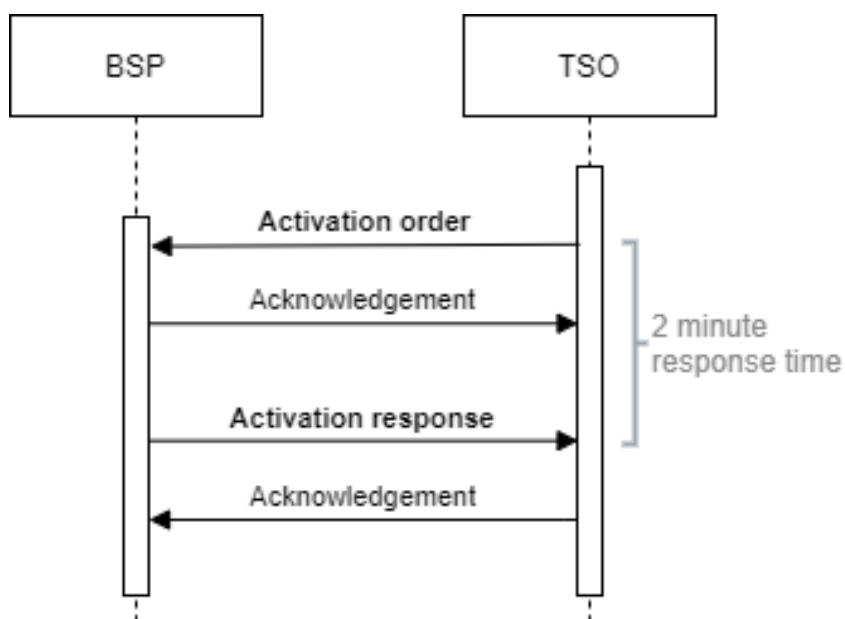 BSP
TSO
Activation order
Acknowledgement
2 minute
response time
Activation response
Acknowledgement